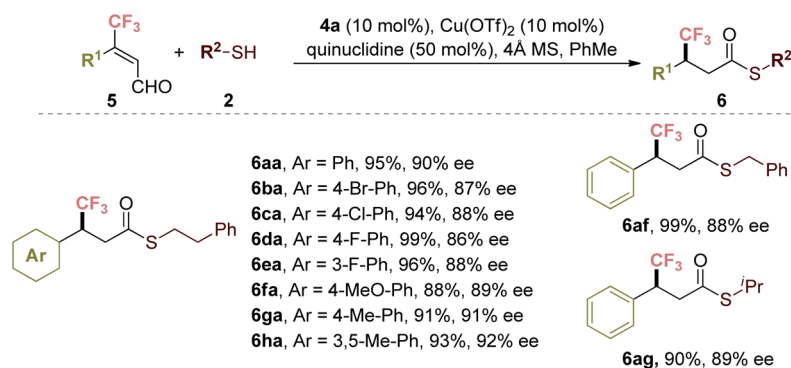 4a (10 mol%), Cu(OTf)2 (10 mol%)
quinuclidine (50 mol%), 4Å MS, PhMe
CF3
R1
CHO
5
+
R2-SH
2
CF3
O
R1
S
R2
6
CF3
O
Ar
S
Ph
6aa, Ar = Ph, 95%, 90% ee
6ba, Ar = 4-Br-Ph, 96%, 87% ee
6ca, Ar = 4-Cl-Ph, 94%, 88% ee
6da, Ar = 4-F-Ph, 99%, 86% ee
6ea, Ar = 3-F-Ph, 96%, 88% ee
6fa, Ar = 4-MeO-Ph, 88%, 89% ee
6ga, Ar = 4-Me-Ph, 91%, 91% ee
6ha, Ar = 3,5-Me-Ph, 93%, 92% ee
CF3
O
S
Ph
6af, 99%, 88% ee
CF3
O
S
iPr
6ag, 90%, 89% ee